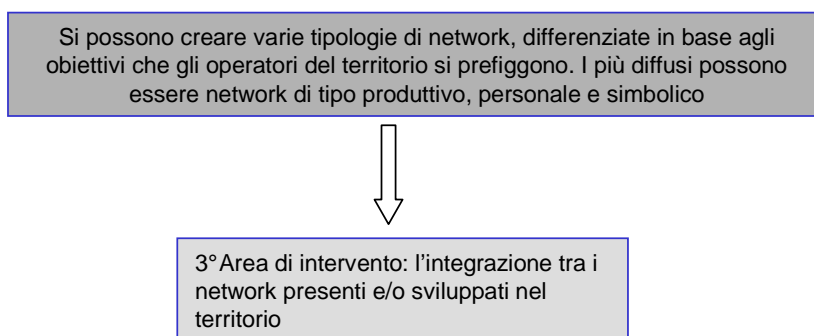 Si possono creare varie tipologie di network, differenziate in base agli
obiettivi che gli operatori del territorio si prefiggono. I più diffusi possono
essere network di tipo produttivo, personale e simbolico
3°Area di intervento: l'integrazione tra i
network presenti e/o sviluppati nel
territorio